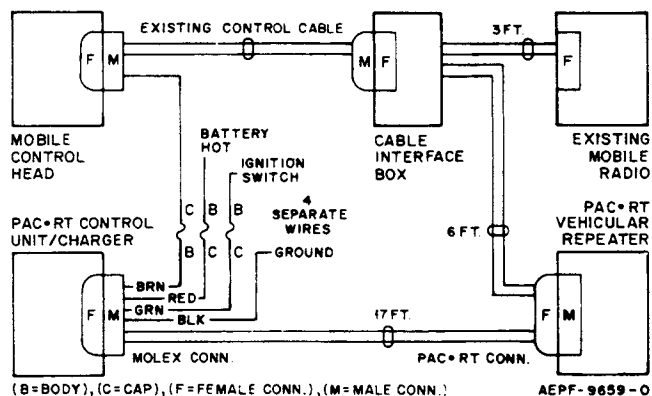 EXISTING CONTROL CABLE
3 FT.
F M
M F
F
MOBILE
CONTROL
HEAD
BATTERY
HOT
IGNITION
SWITCH
CABLE
INTERFACE
BOX
EXISTING
MOBILE
RADIO
4
SEPARATE
WIRES
C B B
B C C
GROUND
PAC•RT CONTROL
UNIT/CHARGER
6 FT.
PAC•RT
VEHICULAR
REPEATER
BRN
RED
GRN
BLK
F M
F M
17 FT.
MOLEX CONN.
PAC•RT CONN.
(B=BODY),(C=CAP),(F=FEMALE CONN.),(M=MALE CONN.)
AEPF-9659-O